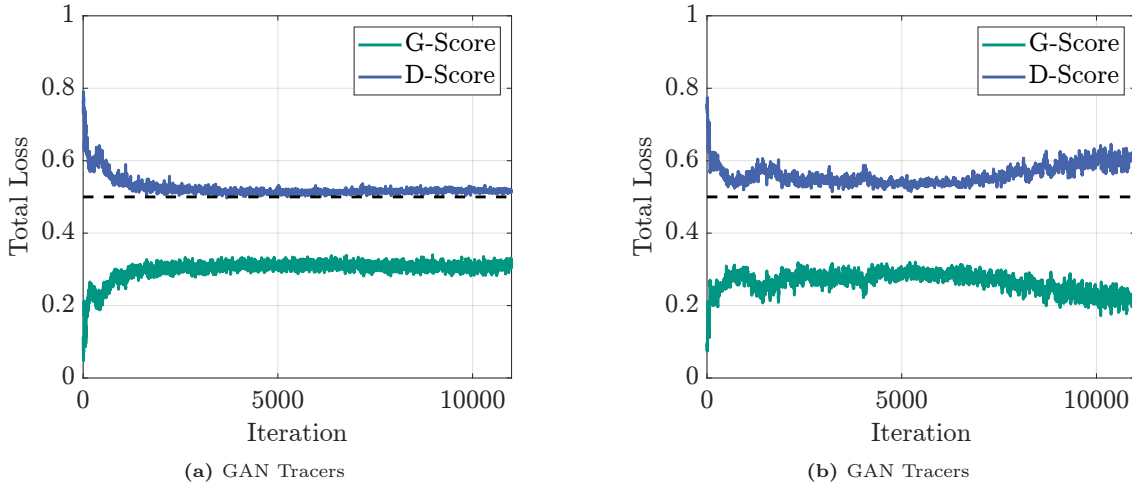 1
0.8
0.6
0.4
0.2
0
Total Loss
G-Score
D-Score
0
5000
10000
Iteration
(a) GAN Tracers
1
0.8
0.6
0.4
0.2
0
Total Loss
G-Score
D-Score
0
5000
10000
Iteration
(b) GAN Tracers